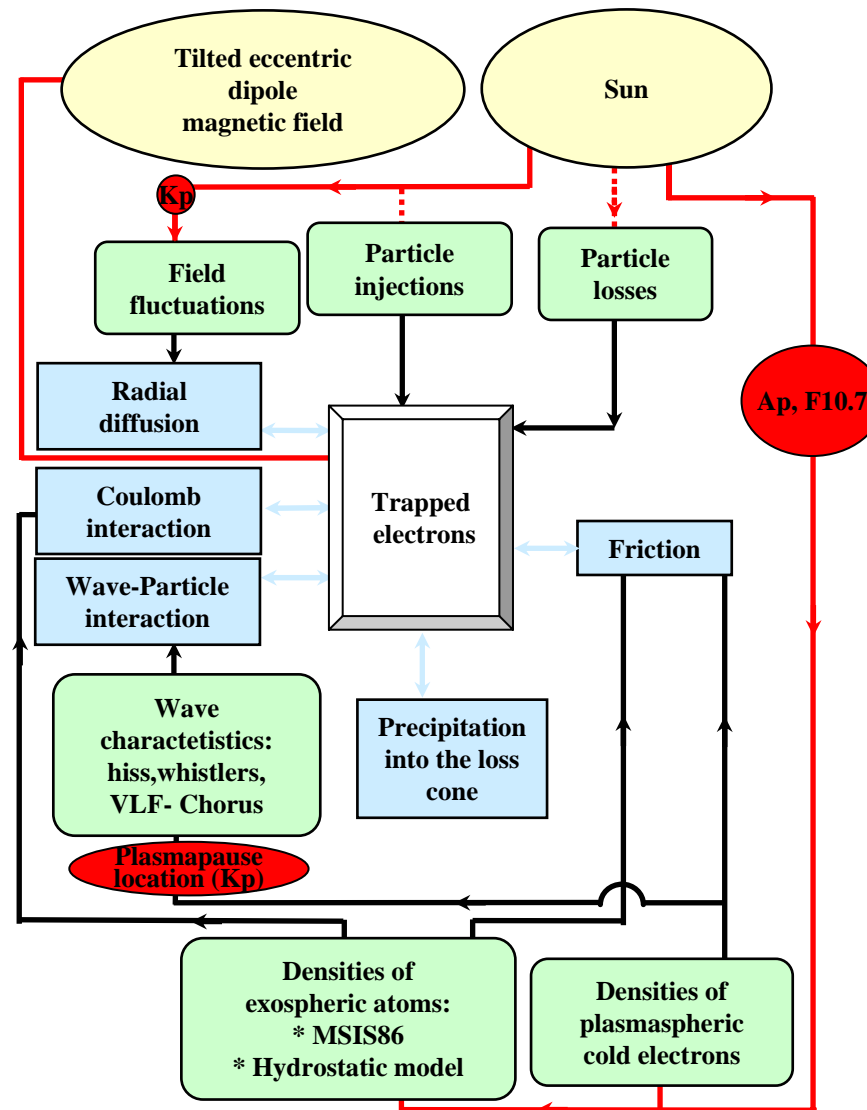 Tilted eccentric
dipole
magnetic field
Sun
Kp
Field
fluctuations
Particle
injections
Particle
losses
Radial
diffusion
Ap, F10.7
Coulomb
interaction
Trapped
electrons
Friction
Wave-Particle
interaction
Wave
charactetistics:
hiss,whistlers,
VLF- Chorus
Precipitation
into the loss
cone
Plasmapause
location (Kp)
Densities of
exospheric atoms:
* MSIS86
* Hydrostatic model
Densities of
plasmaspheric
cold electrons